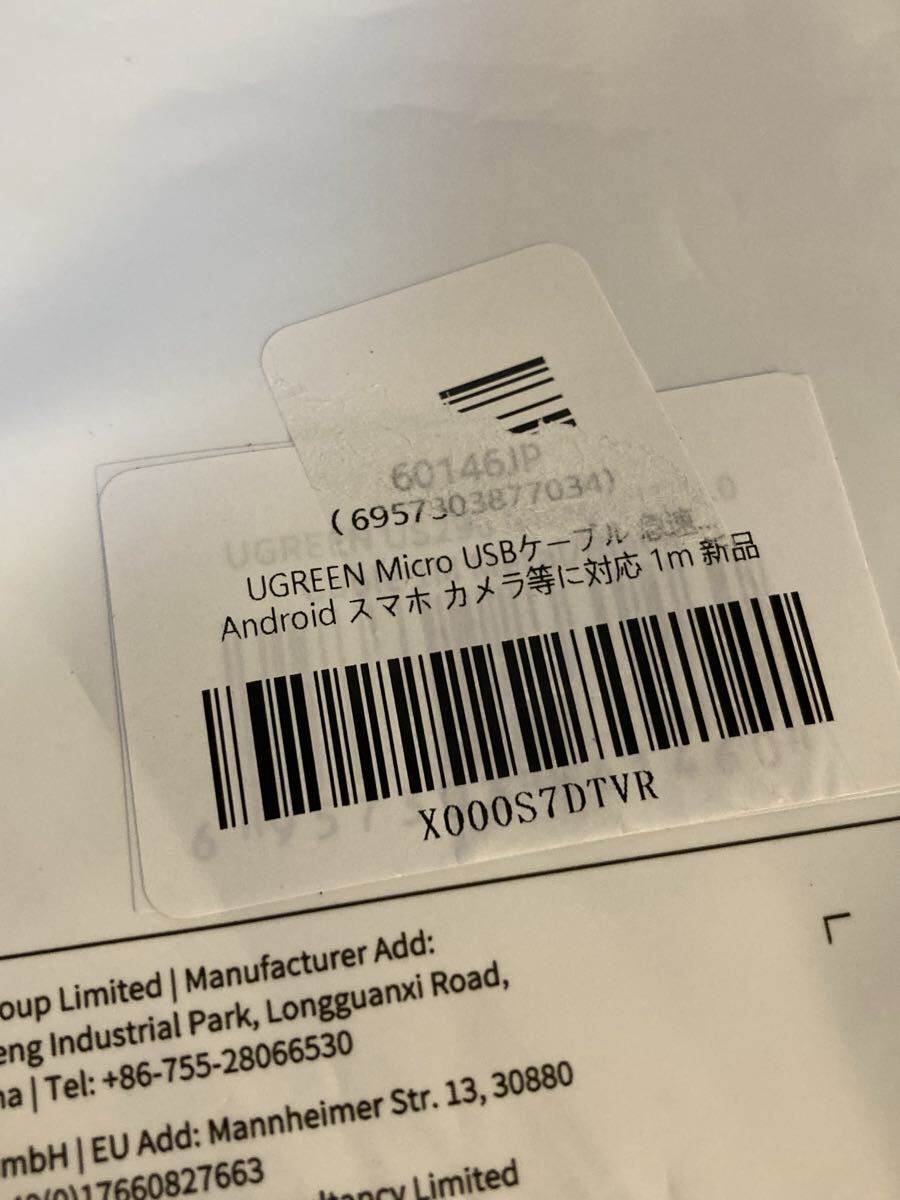 60146JP
(6957303877034)
UGREEN Micro USBケーブル 急速...
Android スマホ カメラ等に対応 1m 新品
X000S7DTVR
oup Limited | Manufacturer Add:
eng Industrial Park, Longguanxi Road,
na | Tel: +86-755-28066530
mbH | EU Add: Mannheimer Str. 13, 30880
17660827663
Limited